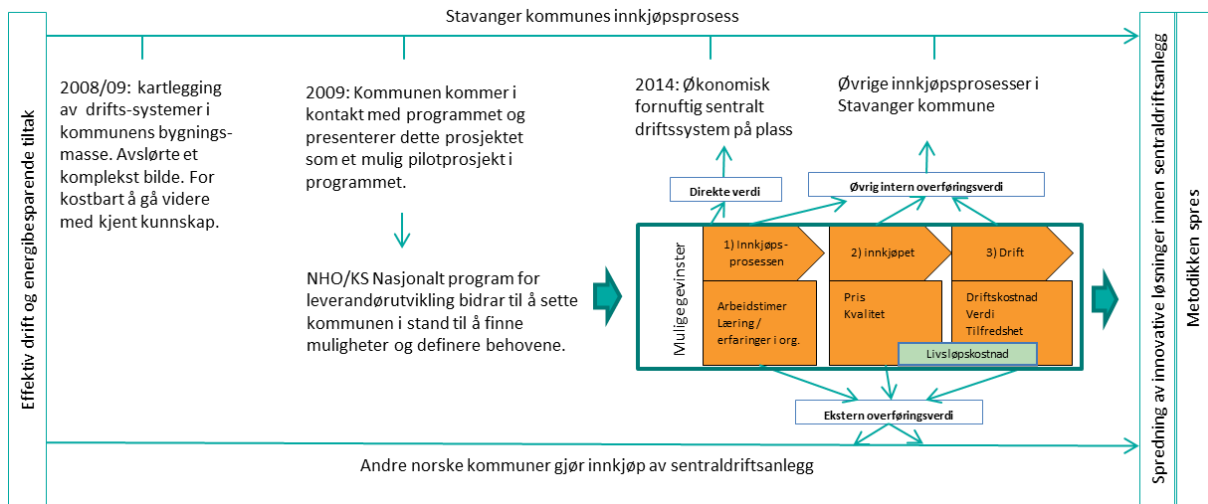 Stavanger kommunes innkjøpsprosess
Effektiv drift og energibesparende tiltak
2008/09: kartlegging
av drifts-systemer i
kommunens bygnings-
masse. Avslørte et
komplekst bilde. For
kostbart å gå videre
med kjent kunnskap.
2009: Kommunen kommer i
kontakt med programmet og
presenterer dette prosjektet
som et mulig pilotprosjekt i
programmet.
NHO/KS Nasjonalt program for
leverandørutvikling bidrar til å sette
kommunen i stand til å finne
muligheter og definere behovene.
2014: Økonomisk
fornuftig sentralt
driftssystem på plass
Øvrige innkjøpsprosesser i
Stavanger kommune
Direkte verdi
Øvrig intern overføringsverdi
Muligegevinster
1) Innkjøps-
prosessen
2) innkjøpet
3) Drift
Arbeidstimer
Læring /
erfaringer i org.
Pris
Kvalitet
Driftskostnad
Verdi
Tilfredshet
Livsløpskostnad
Ekstern overføringsverdi
Andre norske kommuner gjør innkjøp av sentraldriftsanlegg
Spredning av innovative løsninger innen sentraldriftsanlegg
Metodikken spres